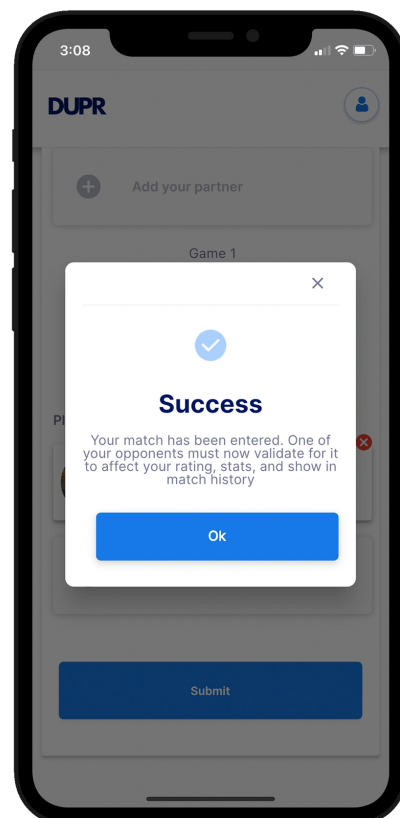 3:08
DUPR
Add your partner
Game 1
Pl
Success
Your match has been entered. One of
your opponents must now validate for it
to affect your rating, stats, and show in
match history
Ok
Submit